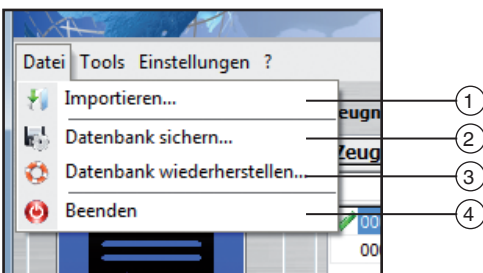 Datei Tools Einstellungen ?
Importieren... 1
Datenbank sichern... 2
Datenbank wiederherstellen... 3
Beenden 4